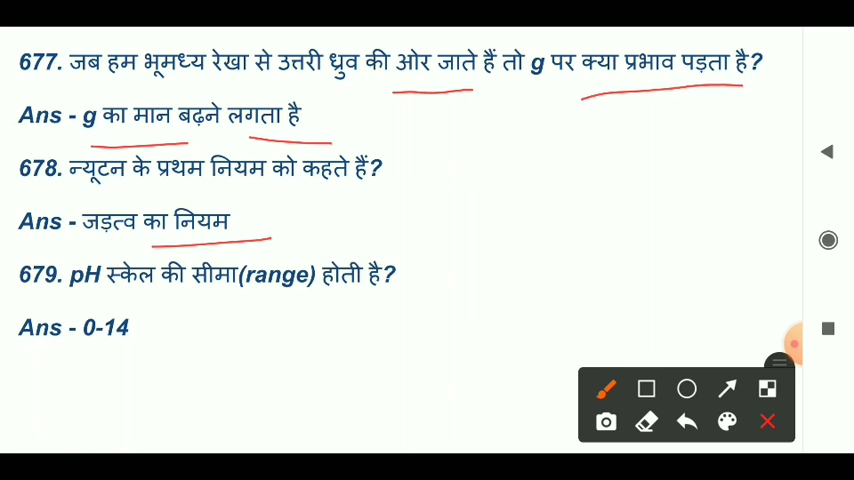 677. जब हम भूमध्य रेखा से उत्तरी ध्रुव की ओर जाते हैं तो g पर क्या प्रभाव पड़ता है?
Ans - g का मान बढ़ने लगता है
678. न्यूटन के प्रथम नियम को कहते हैं?
Ans - जड़त्व का नियम
679. pH स्केल की सीमा(range) होती है?
Ans - 0-14